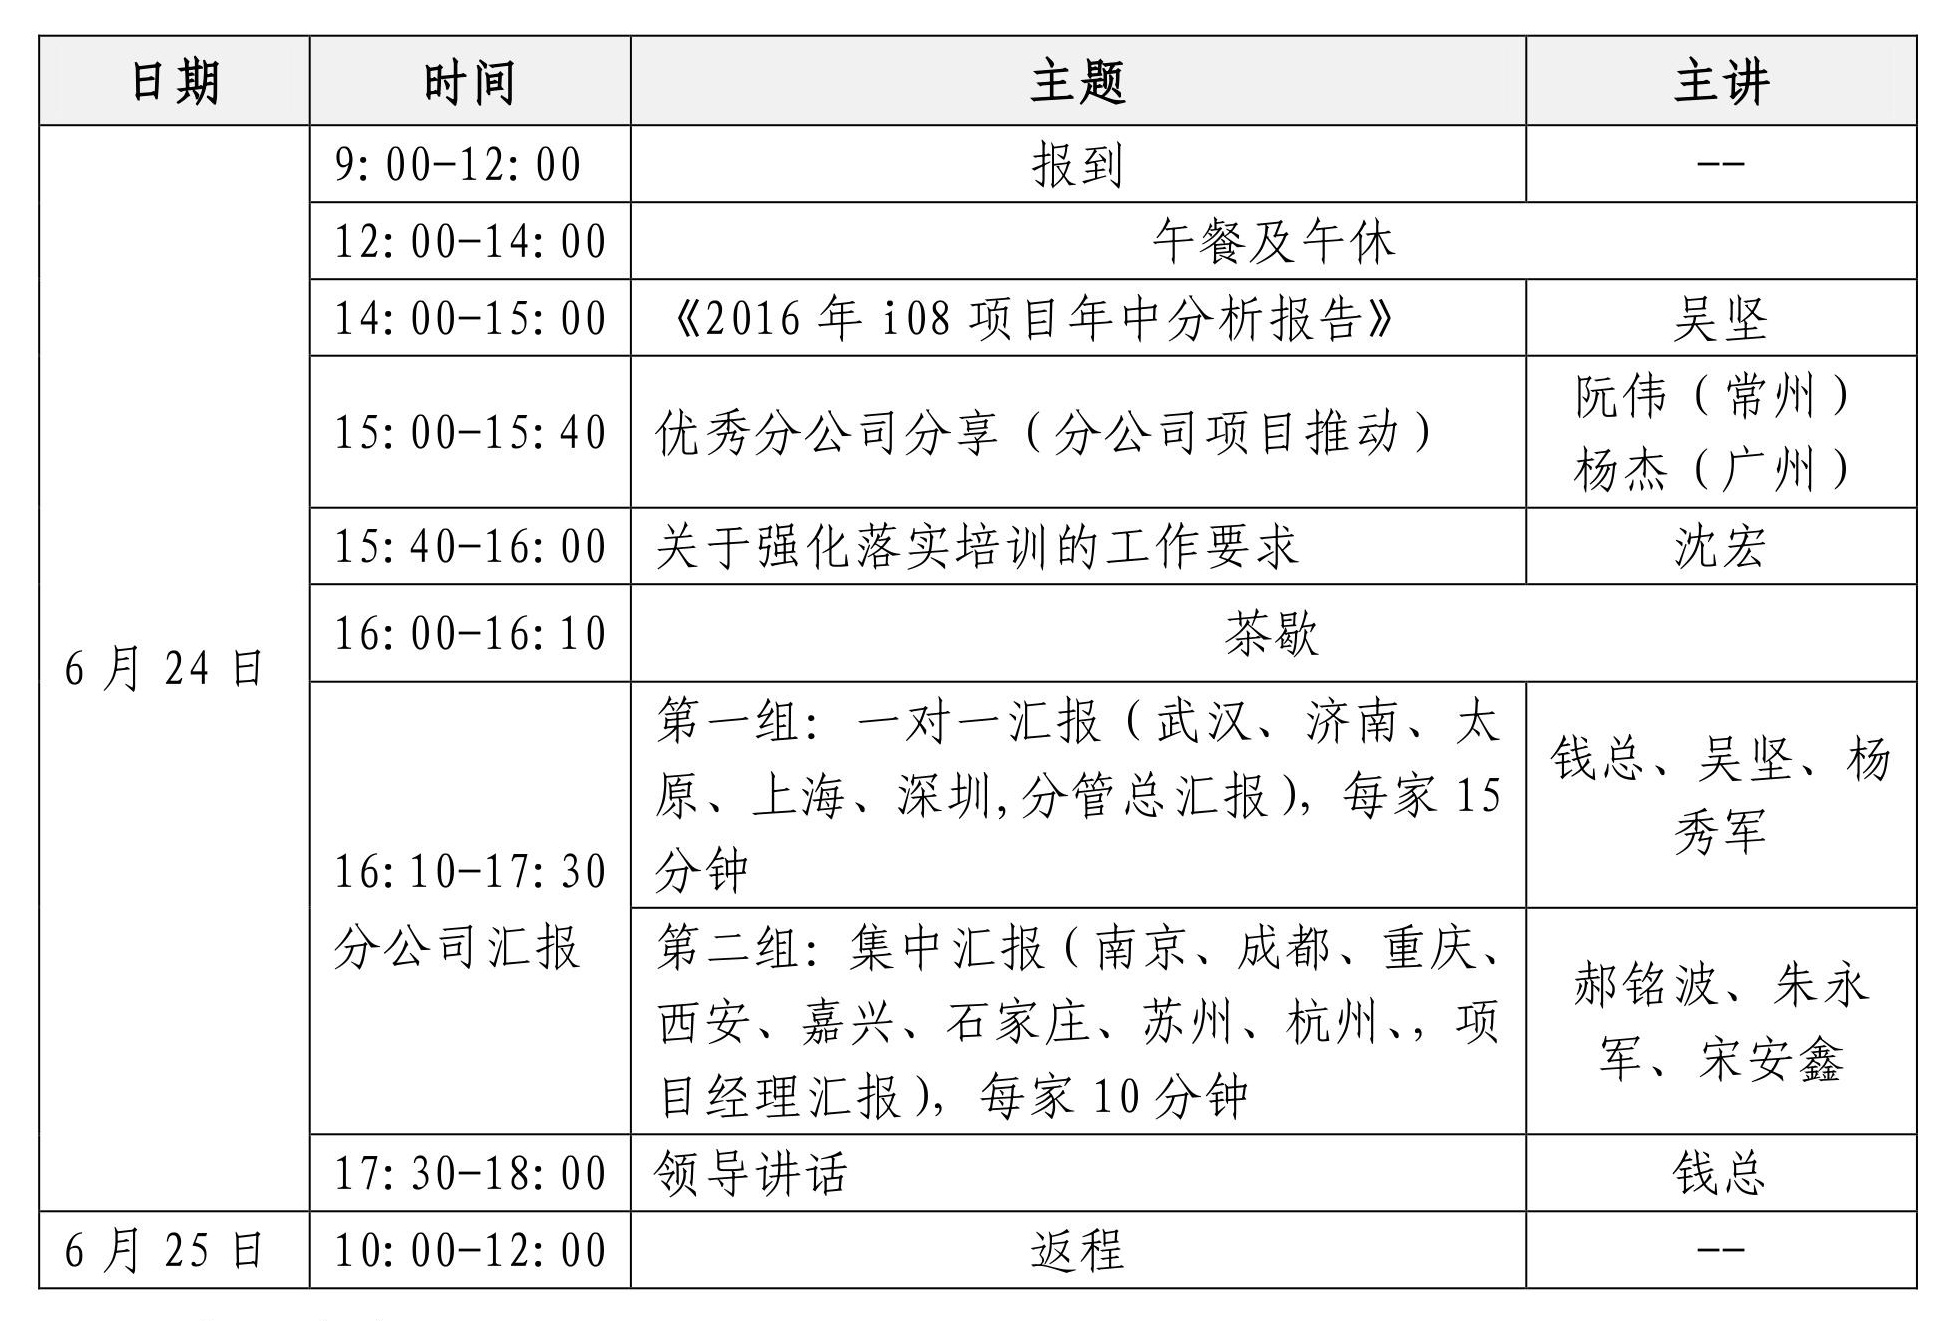 日期 时间 主题 主讲
9:00-12:00 报到 --
12:00-14:00 午餐及午休
14:00-15:00 《2016 年 i08 项目年中分析报告》 吴坚
15:00-15:40 优秀分公司分享（分公司项目推动） 阮伟（常州）
杨杰（广州）
15:40-16:00 关于强化落实培训的工作要求 沈宏
16:00-16:10 茶歇
6 月 24 日
16:10-17:30
分公司汇报
第一组：一对一汇报（武汉、济南、太
原、上海、深圳,分管总汇报），每家 15
分钟
钱总、吴坚、杨
秀军
第二组：集中汇报（南京、成都、重庆、
西安、嘉兴、石家庄、苏州、杭州、，项
目经理汇报），每家 10 分钟
郝铭波、朱永
军、宋安鑫
17:30-18:00 领导讲话 钱总
6 月 25 日 10:00-12:00 返程 --